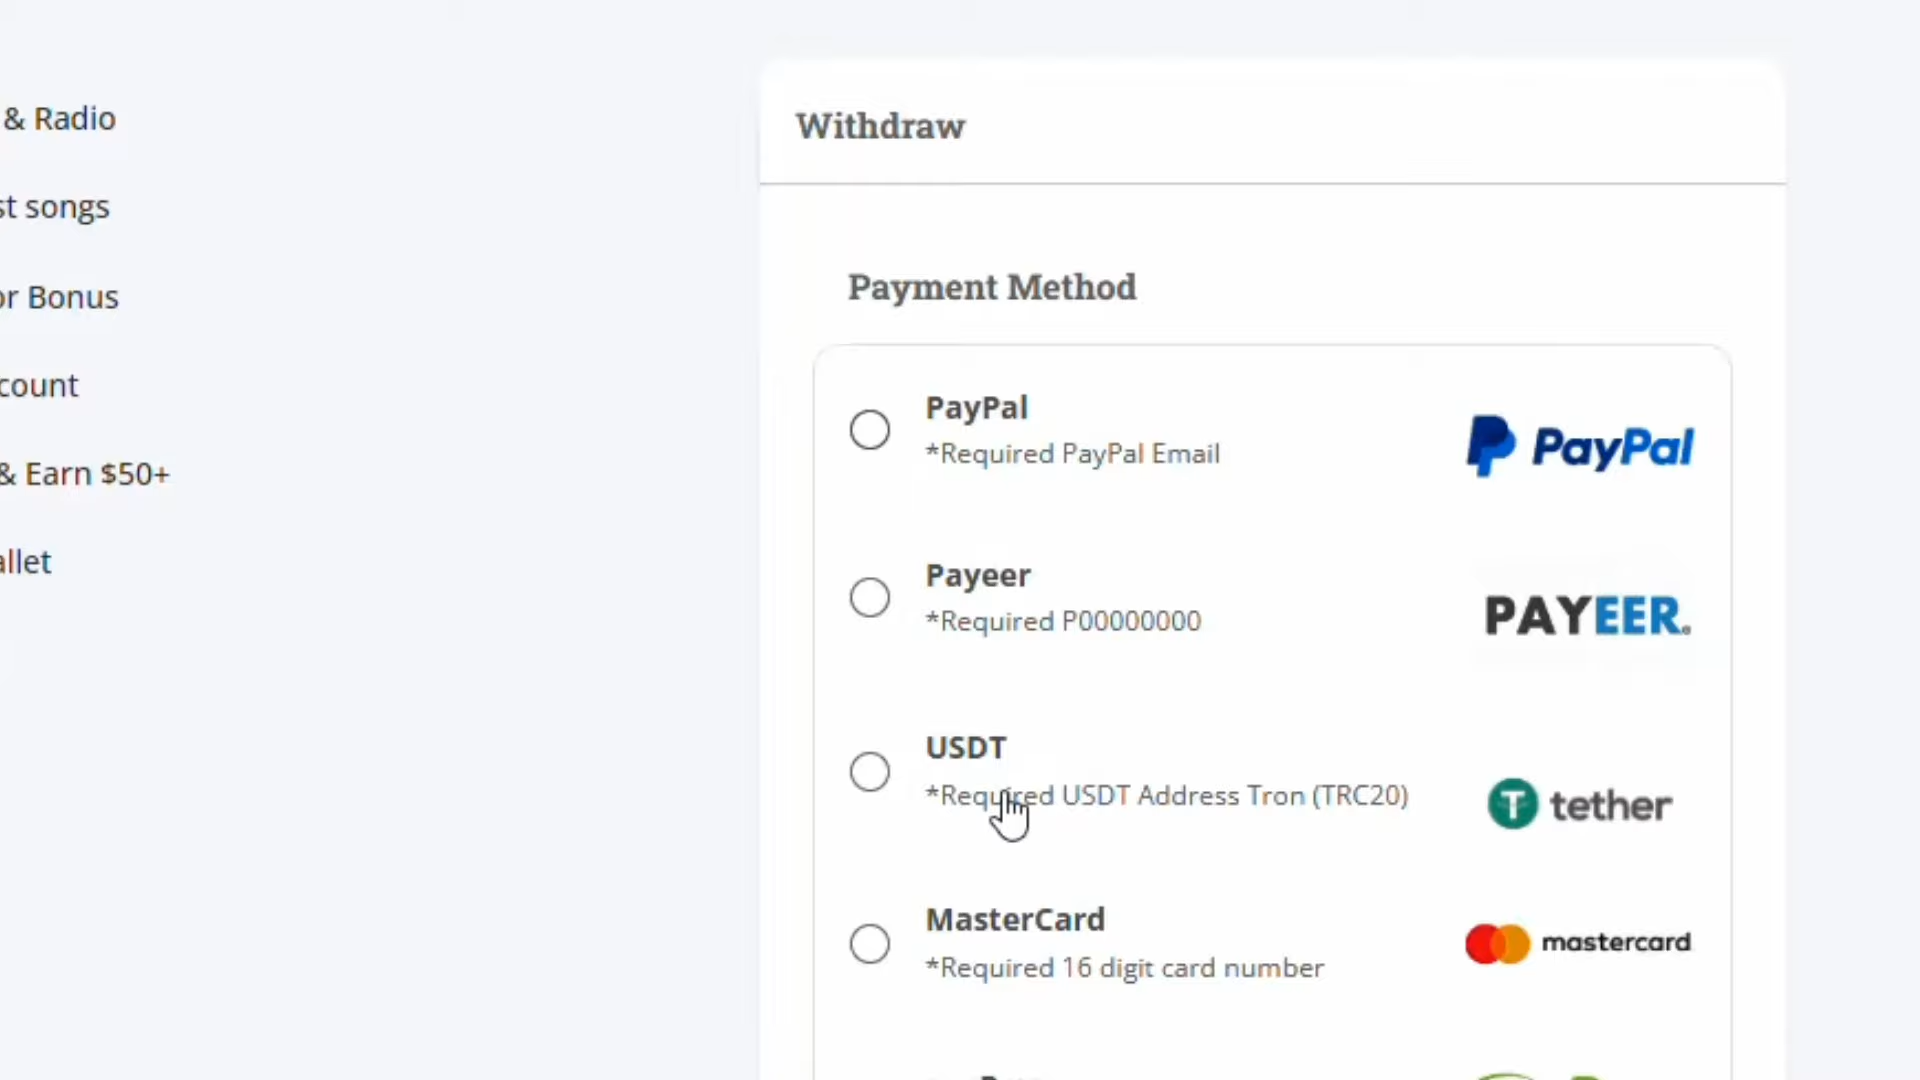 & Radio
st songs
or Bonus
count
& Earn $50+
allet
Withdraw
Payment Method
PayPal
*Required PayPal Email
PayPal
Payeer
*Required P00000000
PAYEER
USDT
*Required USDT Address Tron (TRC20)
tether
MasterCard
*Required 16 digit card number
mastercard